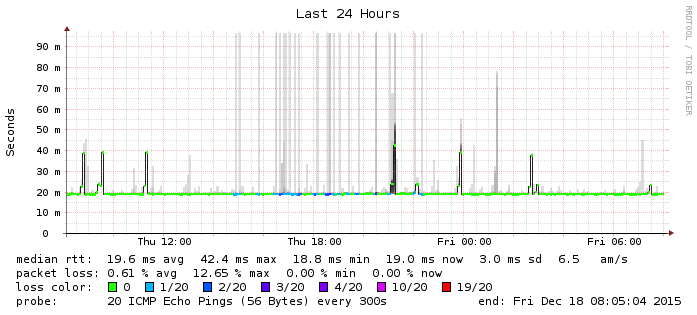 Last 24 Hours
RRDTOOL / TOBI OETIKER
Seconds
90 m
80 m
70 m
60 m
50 m
40 m
30 m
20 m
10 m
0
Thu 12:00 Thu 18:00 Fri 00:00 Fri 06:00
median rtt: 19.6 ms avg 42.4 ms max 18.8 ms min 19.0 ms now 3.0 ms sd 6.5 am/s
packet loss: 0.61 % avg 12.65 % max 0.00 % min 0.00 % now
loss color: 0 1/20 2/20 3/20 4/20 10/20 19/20
probe: 20 ICMP Echo Pings (56 Bytes) every 300s end: Fri Dec 18 08:05:04 2015